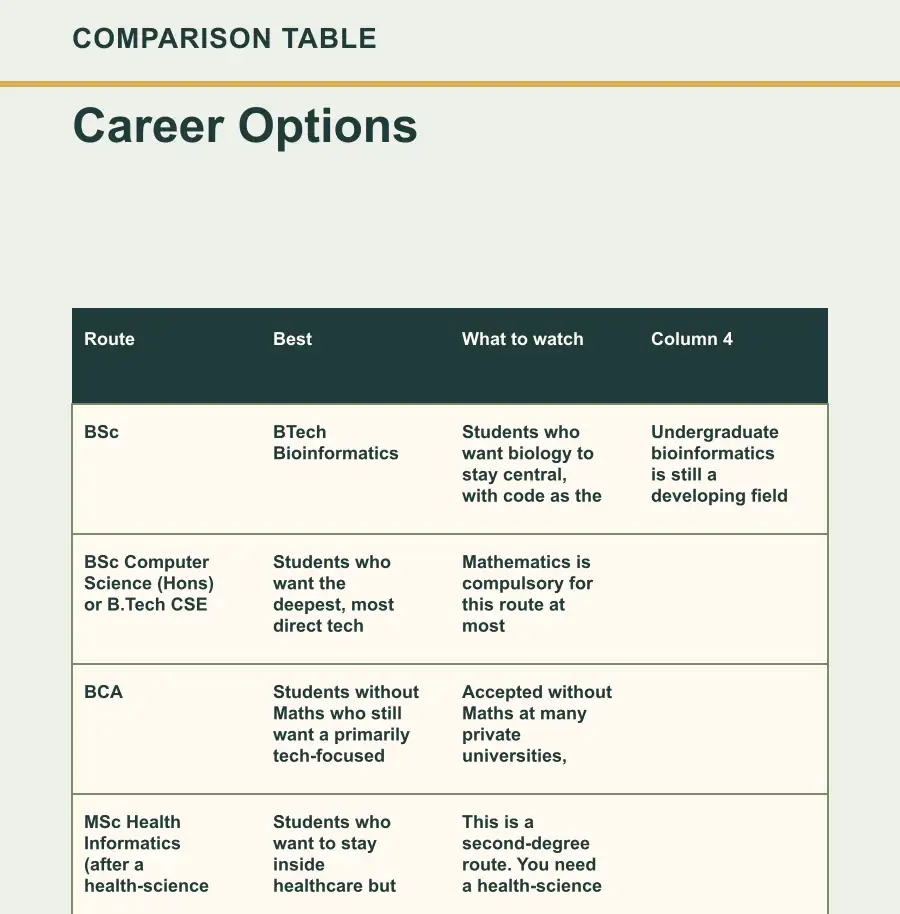 COMPARISON TABLE
Career Options
Route
Best
What to watch
Column 4
BSc
BTech
Bioinformatics
Students who
want biology to
stay central,
with code as the
Undergraduate
bioinformatics
is still a
developing field
BSc Computer
Science (Hons)
or B.Tech CSE
Students who
want the
deepest, most
direct tech
Mathematics is
compulsory for
this route at
most
BCA
Students without
Maths who still
want a primarily
tech-focused
Accepted without
Maths at many
private
universities,
MSc Health
Informatics
(after a
health-science
Students who
want to stay
inside
healthcare but
This is a
second-degree
route. You need
a health-science